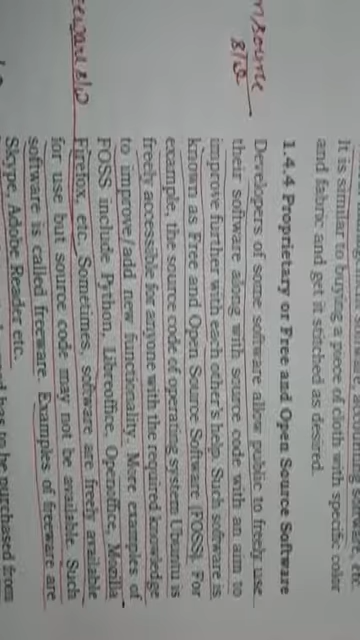 It is similar to buying a piece of cloth with specific color
and fabric and get it stitched as desired.
1.4.4 Proprietary or Free and Open Source Software
Developers of some software allow public to freely use
their software along with source code with an aim to
improve further with each other's help. Such software is
known as Free and Open Source Software (FOSS). For
example, the source code of operating system Ubuntu is
freely accessible for anyone with the required knowledge
to improve/add new functionality. More examples of
FOSS include Python, Libreoffice, Openoffice, Mozilla
Firefox, etc. Sometimes, software are freely available
for use but source code may not be available. Such
software is called freeware. Examples of freeware are
Skype, Adobe Reader etc.
has to be purchased from